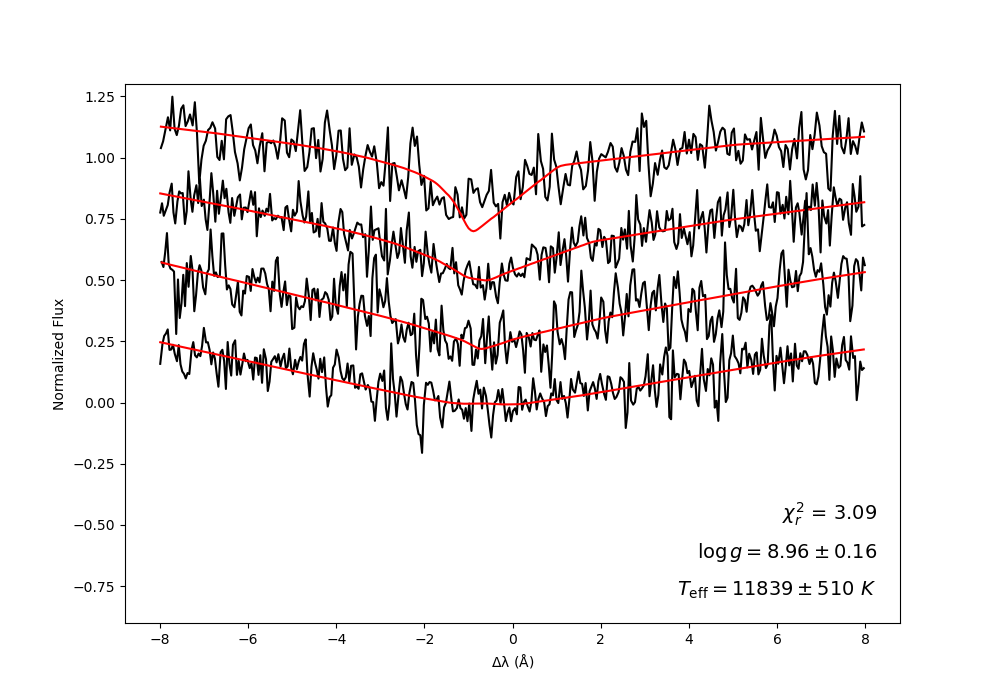 1.25
1.00
0.75
0.50
0.25
0.00
−0.25
−0.50
−0.75
Normalized Flux
χ²ᵣ = 3.09
log g = 8.96 ± 0.16
T_eff = 11839 ± 510 K
−8 −6 −4 −2 0 2 4 6 8
Δλ (Å)